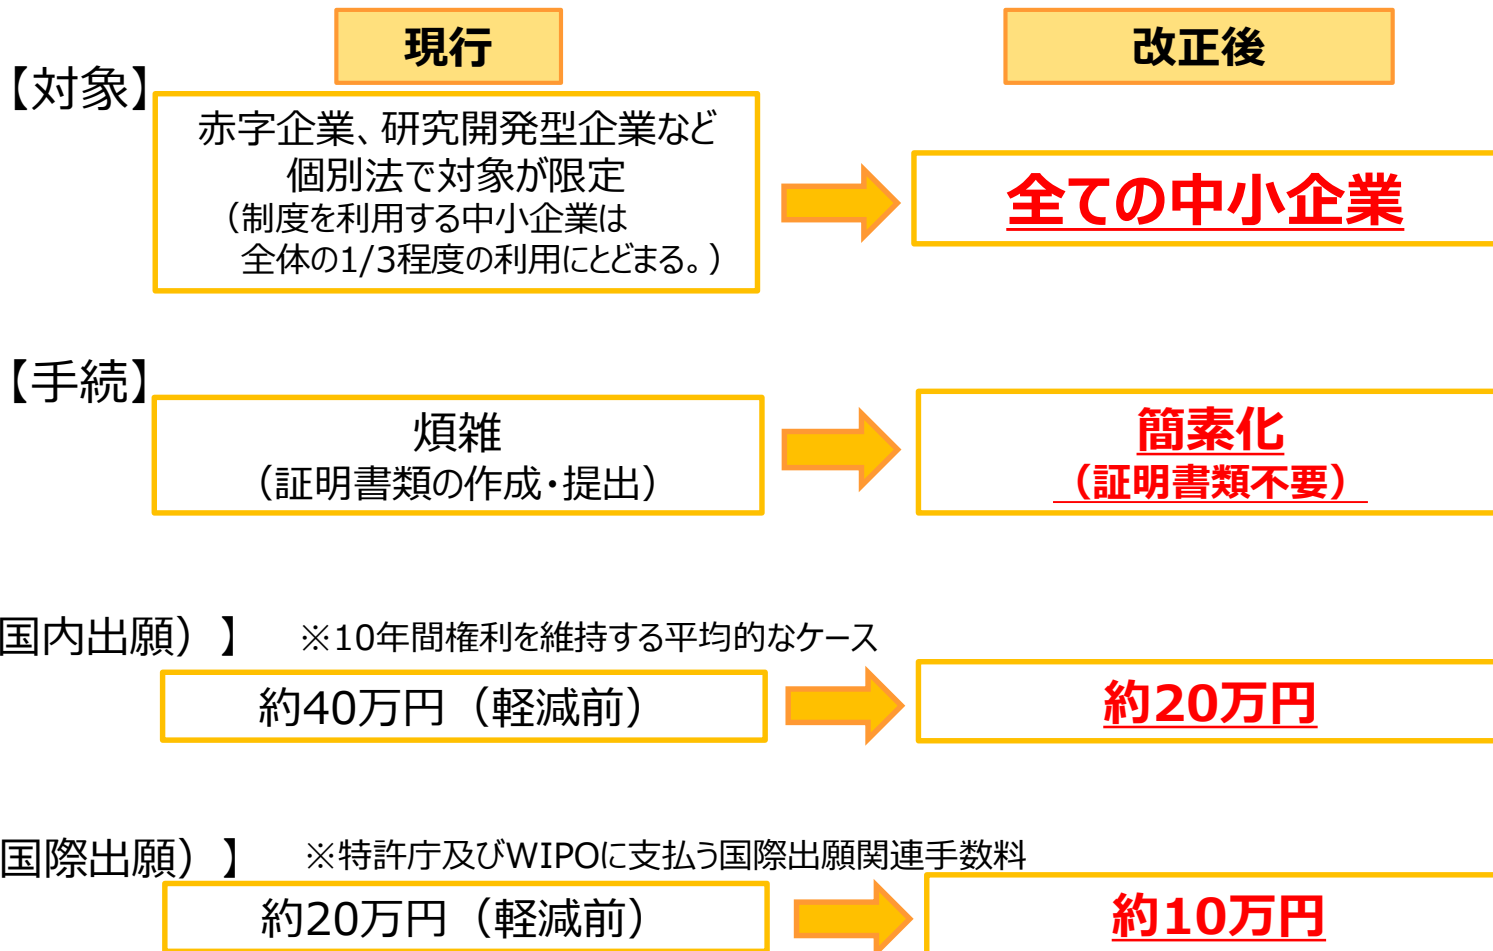 現行
改正後
【対象】
赤字企業、研究開発型企業など
個別法で対象が限定
（制度を利用する中小企業は
全体の1/3程度の利用にとどまる。）
全ての中小企業
【手続】
煩雑
（証明書類の作成・提出）
簡素化
（証明書類不要）
国内出願）】 ※10年間権利を維持する平均的なケース
約40万円（軽減前）
約20万円
国際出願）】 ※特許庁及びWIPOに支払う国際出願関連手数料
約20万円（軽減前）
約10万円